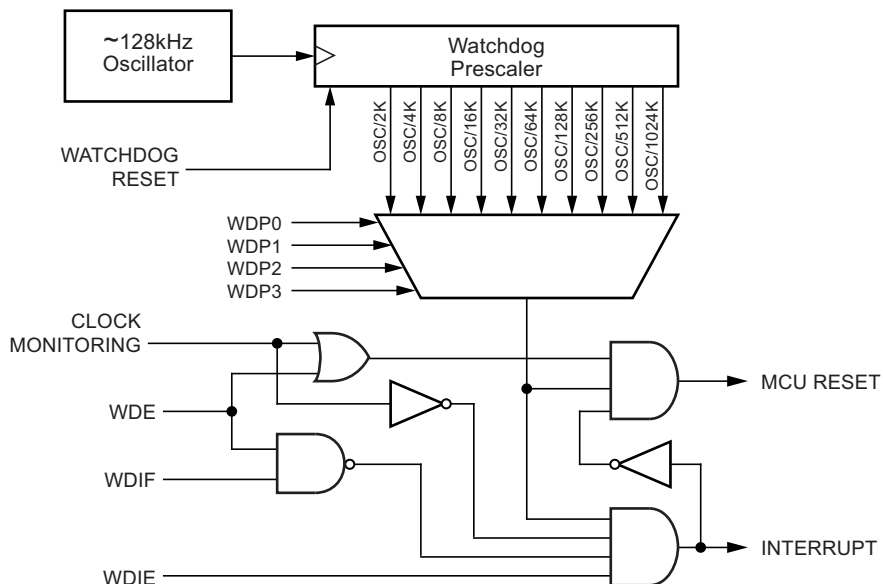 ~128kHz
Oscillator
Watchdog
Prescaler
OSC/2K
OSC/4K
OSC/8K
OSC/16K
OSC/32K
OSC/64K
OSC/128K
OSC/256K
OSC/512K
OSC/1024K
WATCHDOG
RESET
WDP0
WDP1
WDP2
WDP3
CLOCK
MONITORING
MCU RESET
WDE
WDIF
INTERRUPT
WDIE